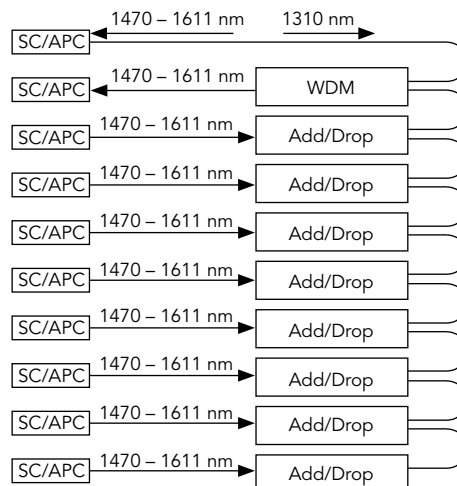 1470 – 1611 nm 1310 nm
SC/APC
1470 – 1611 nm
SC/APC WDM
1470 – 1611 nm
SC/APC Add/Drop
1470 – 1611 nm
SC/APC Add/Drop
1470 – 1611 nm
SC/APC Add/Drop
1470 – 1611 nm
SC/APC Add/Drop
1470 – 1611 nm
SC/APC Add/Drop
1470 – 1611 nm
SC/APC Add/Drop
1470 – 1611 nm
SC/APC Add/Drop
1470 – 1611 nm
SC/APC Add/Drop